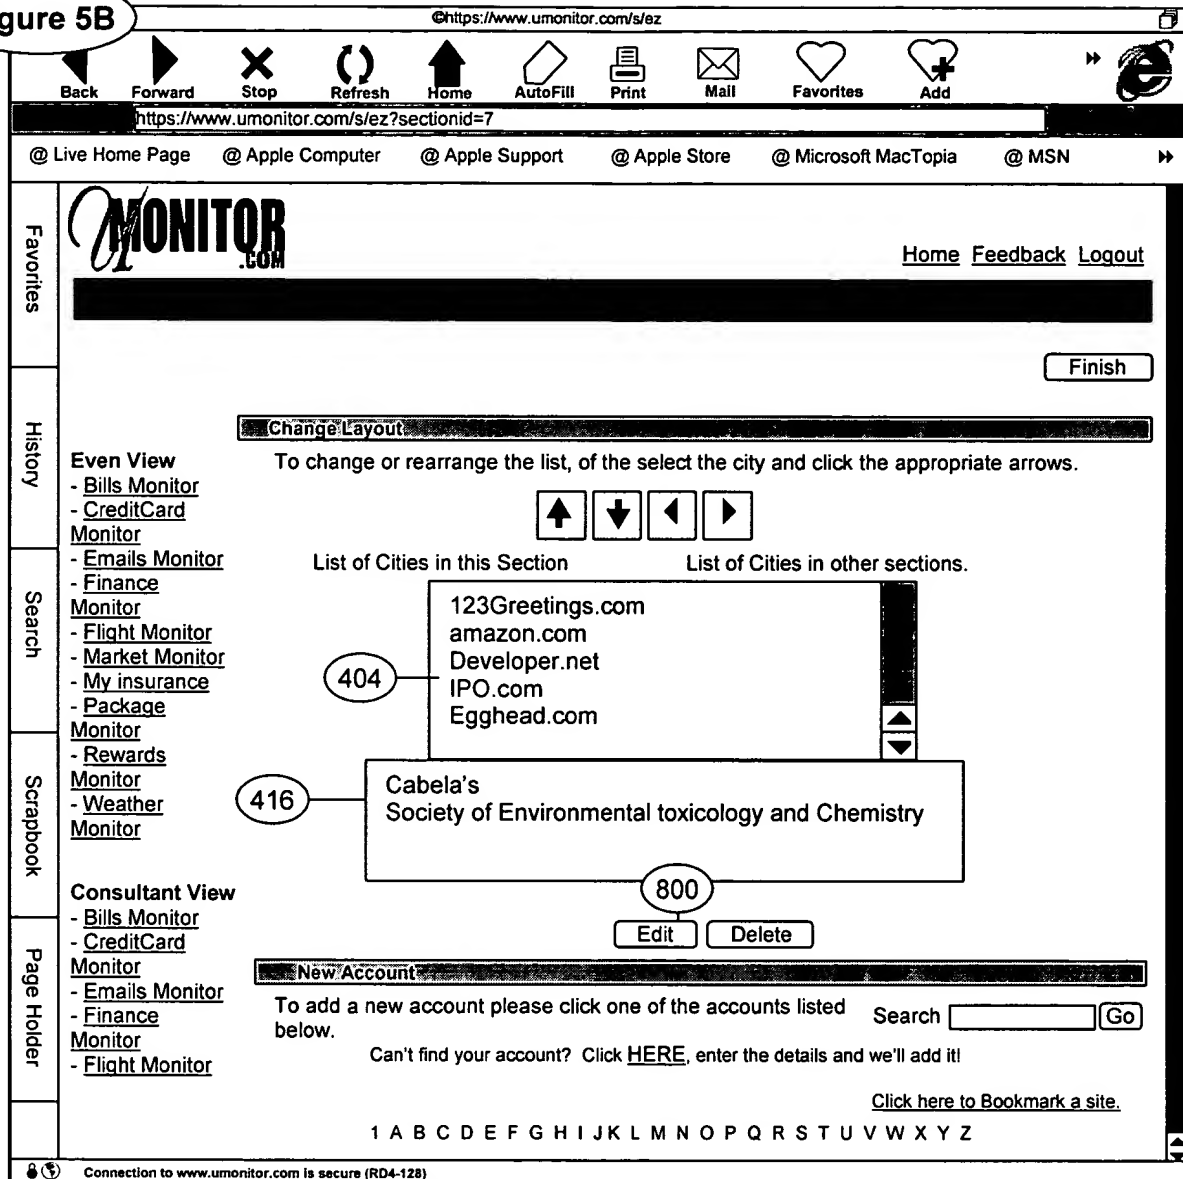 gure 5B
©https://www.umonitor.com/s/ez
Back Forward Stop Refresh Home AutoFill Print Mail Favorites Add
https://www.umonitor.com/s/ez?sectionid=7
@ Live Home Page @ Apple Computer @ Apple Support @ Apple Store @ Microsoft MacTopia @ MSN
Favorites
History
Search
Scrapbook
Page Holder
UMONITOR
.COM
Home Feedback Logout
Finish
Change Layout
To change or rearrange the list, of the select the city and click the appropriate arrows.
List of Cities in this Section List of Cities in other sections.
123Greetings.com
amazon.com
Developer.net
IPO.com
Egghead.com
404
Cabela's
Society of Environmental toxicology and Chemistry
416
800
Edit Delete
Even View
- Bills Monitor
- CreditCard
Monitor
- Emails Monitor
- Finance
Monitor
- Flight Monitor
- Market Monitor
- My insurance
- Package
Monitor
- Rewards
Monitor
- Weather
Monitor
Consultant View
- Bills Monitor
- CreditCard
Monitor
- Emails Monitor
- Finance
Monitor
- Flight Monitor
New Account
To add a new account please click one of the accounts listed
below.
Search Go
Can't find your account? Click HERE, enter the details and we'll add it!
Click here to Bookmark a site.
1 A B C D E F G H I J K L M N O P Q R S T U V W X Y Z
Connection to www.umonitor.com is secure (RD4-128)